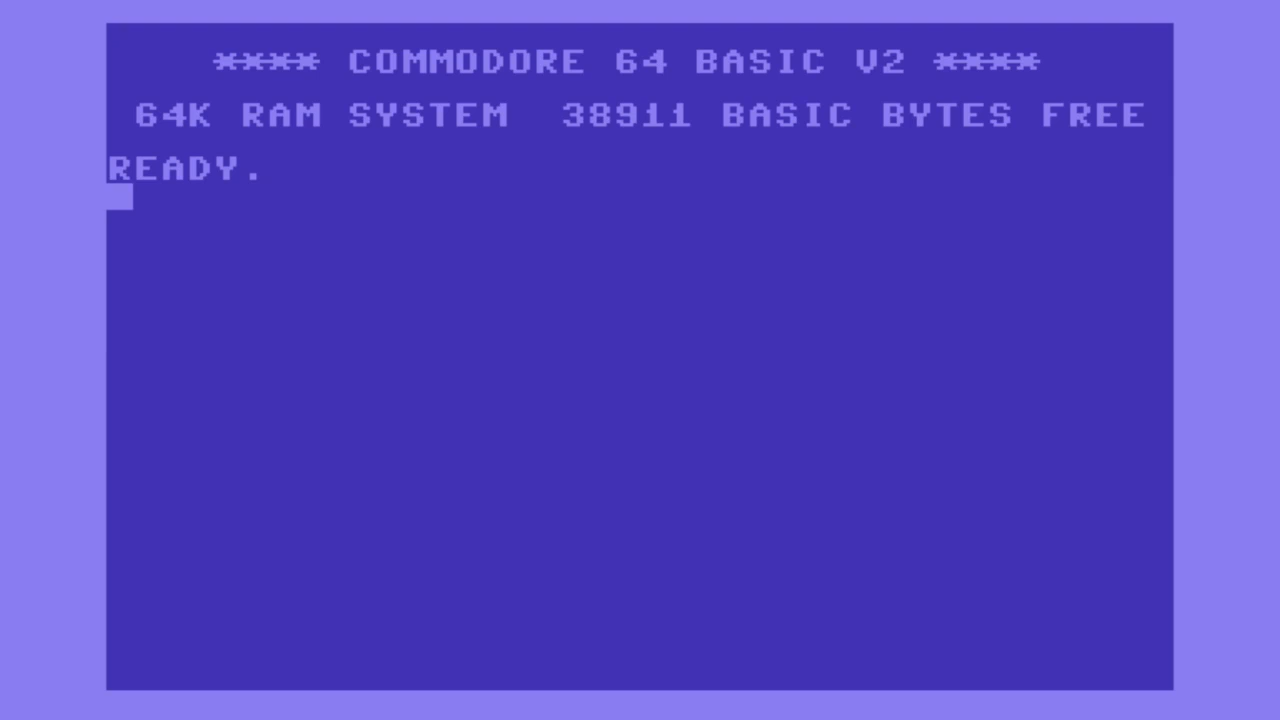 **** COMMODORE 64 BASIC V2 ****
64K RAM SYSTEM  38911 BASIC BYTES FREE
READY.